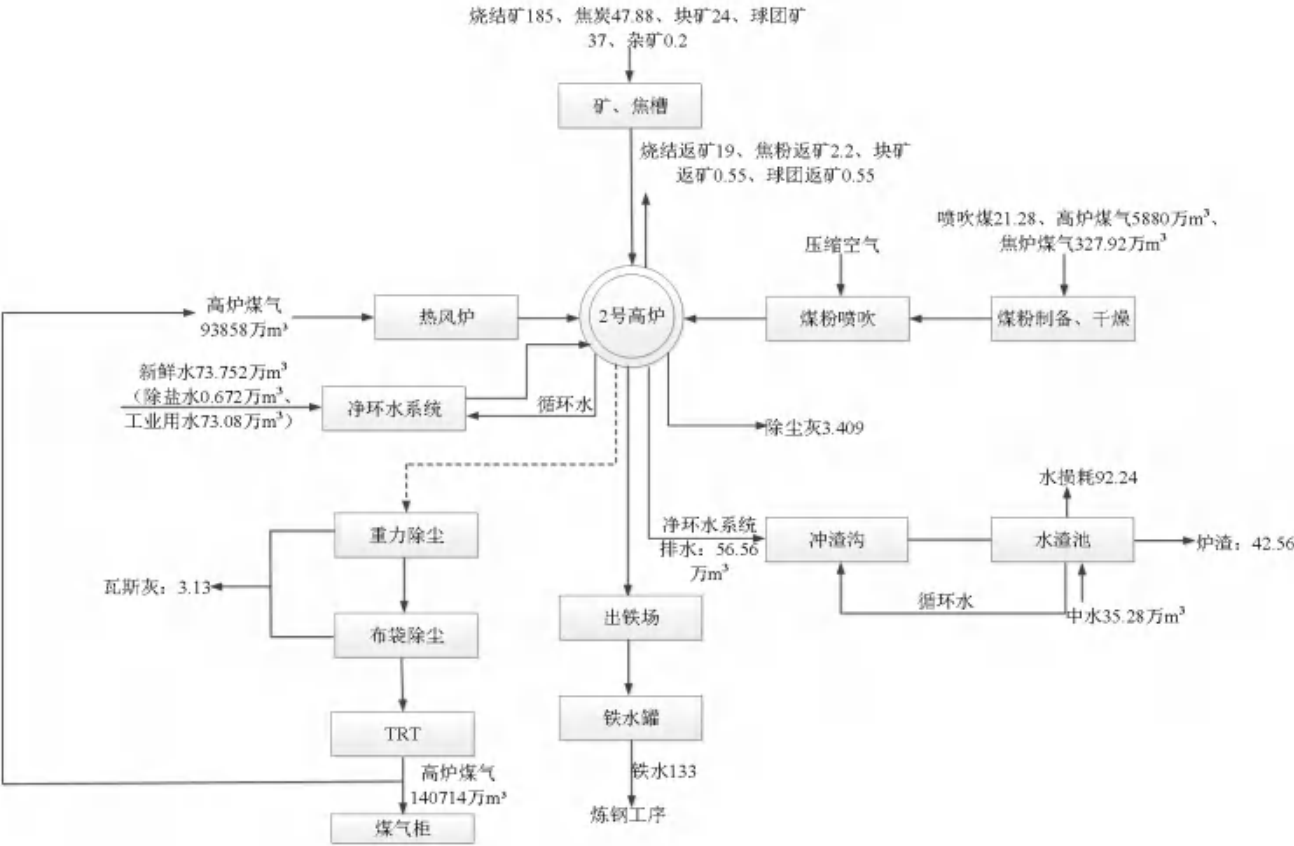 烧结矿185、焦炭47.88、块矿24、球团矿
37、杂矿0.2
矿、焦槽
烧结返矿19、焦粉返矿2.2、块矿
返矿0.55、球团返矿0.55
喷吹煤21.28、高炉煤气5880万m³、
焦炉煤气327.92万m³
压缩空气
高炉煤气
93858万m³
热风炉
2号高炉
煤粉喷吹
煤粉制备、干燥
新鲜水73.752万m³
（除盐水0.672万m³、
工业用水73.08万m³）
净环水系统
循环水
除尘灰3.409
水损耗92.24
重力除尘
净环水系统
排水：56.56
万m³
冲渣沟
水渣池
炉渣：42.56
瓦斯灰：3.13
循环水
中水35.28万m³
布袋除尘
出铁场
TRT
铁水罐
高炉煤气
140714万m³
铁水133
煤气柜
炼钢工序